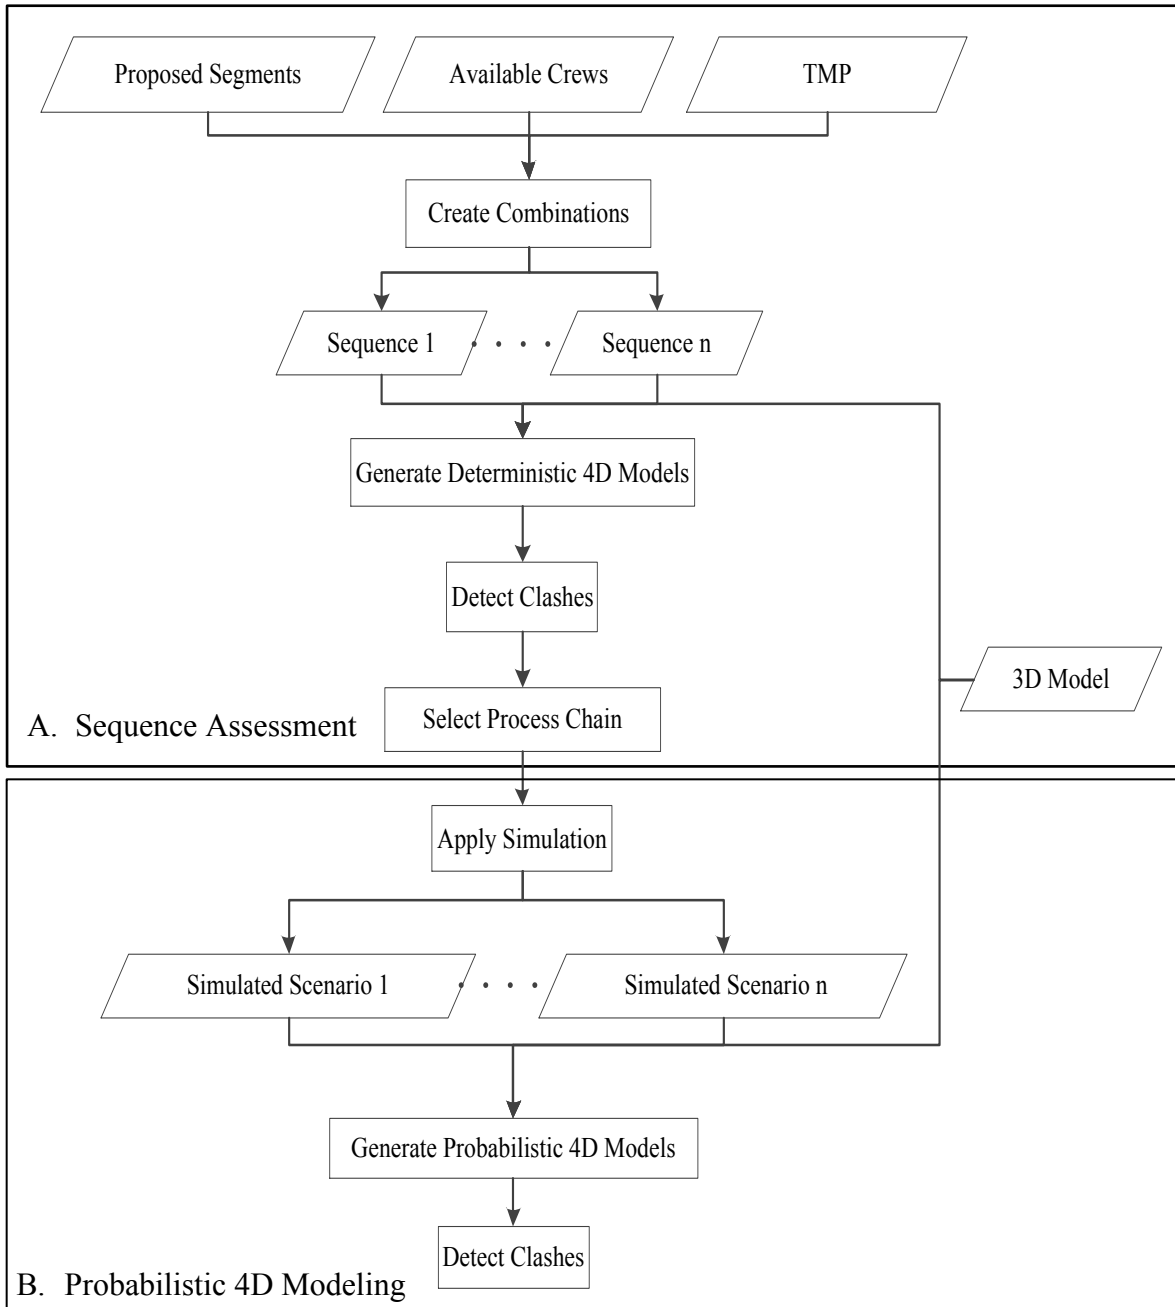 Proposed Segments
Available Crews
TMP
Create Combinations
Sequence 1
Sequence n
Generate Deterministic 4D Models
Detect Clashes
3D Model
Select Process Chain
A. Sequence Assessment
Apply Simulation
Simulated Scenario 1
Simulated Scenario n
Generate Probabilistic 4D Models
Detect Clashes
B. Probabilistic 4D Modeling